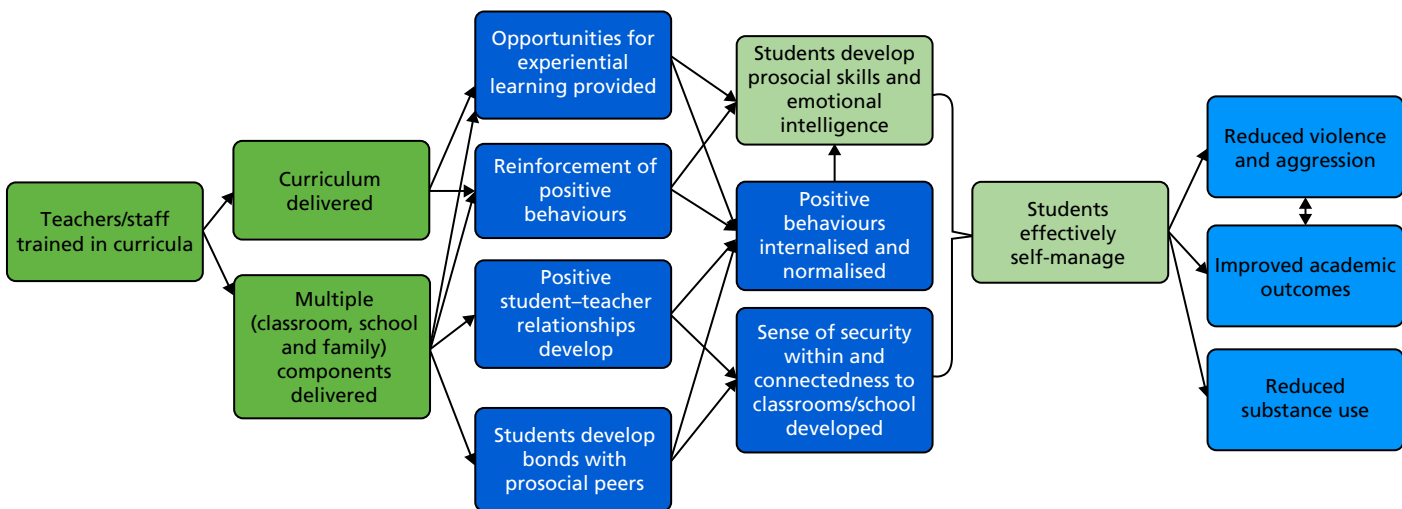 Teachers/staff
trained in curricula
Curriculum
delivered
Multiple
(classroom, school
and family)
components
delivered
Opportunities for
experiential
learning provided
Reinforcement of
positive
behaviours
Positive
student–teacher
relationships
develop
Students develop
bonds with
prosocial peers
Students develop
prosocial skills and
emotional
intelligence
Positive
behaviours
internalised and
normalised
Sense of security
within and
connectedness to
classrooms/school
developed
Students
effectively
self-manage
Reduced violence
and aggression
Improved academic
outcomes
Reduced
substance use